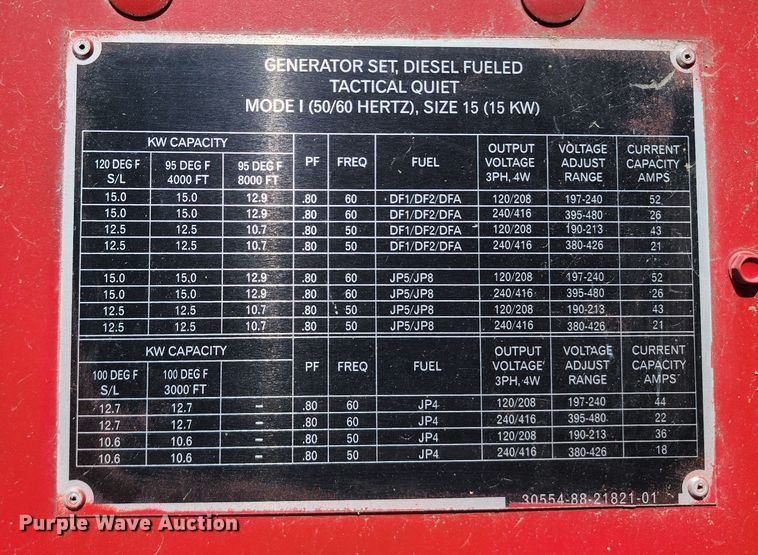 GENERATOR SET, DIESEL FUELED
TACTICAL QUIET
MODE I (50/60 HERTZ), SIZE 15 (15 KW)
KW CAPACITY PF FREQ FUEL OUTPUT VOLTAGE 3PH, 4W VOLTAGE ADJUST RANGE CURRENT CAPACITY AMPS
120 DEG F S/L 95 DEG F 4000 FT 95 DEG F 8000 FT
15.0 15.0 12.9 .80 60 DF1/DF2/DFA 120/208 197-240 52
15.0 15.0 12.9 .80 60 DF1/DF2/DFA 240/416 395-480 26
12.5 12.5 10.7 .80 50 DF1/DF2/DFA 120/208 190-213 43
12.5 12.5 10.7 .80 50 DF1/DF2/DFA 240/416 380-426 21
15.0 15.0 12.9 .80 60 JP5/JP8 120/208 197-240 52
15.0 15.0 12.9 .80 60 JP5/JP8 240/416 395-480 26
12.5 12.5 10.7 .80 50 JP5/JP8 120/208 190-213 43
12.5 12.5 10.7 .80 50 JP5/JP8 240/416 380-426 21
KW CAPACITY PF FREQ FUEL OUTPUT VOLTAGE 3PH, 4W VOLTAGE ADJUST RANGE CURRENT CAPACITY AMPS
100 DEG F S/L 100 DEG F 3000 FT
12.7 12.7 – .80 60 JP4 120/208 197-240 44
12.7 12.7 – .80 60 JP4 240/416 395-480 22
10.6 10.6 – .80 50 JP4 120/208 190-213 36
10.6 10.6 – .80 50 JP4 240/416 380-426 18
30554-88-21821-01
Purple Wave Auction